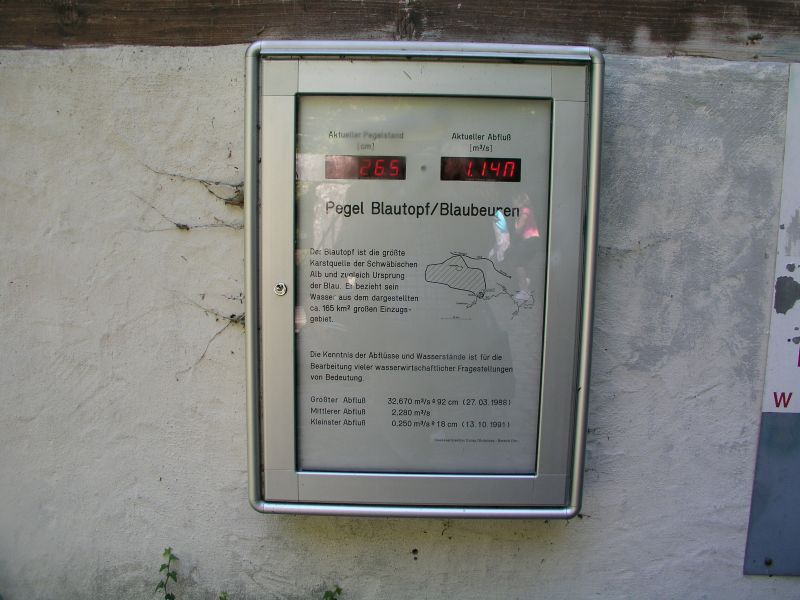 Aktueller Pegelstand
[cm]
Aktueller Abfluß
[m³/s]
26.5
Pegel Blautopf/Blaubeuren
Der Blautopf ist die größte
Karstquelle der Schwäbischen
Alb und zugleich Ursprung
der Blau. Er bezieht sein
Wasser aus dem dargestellten
ca. 165 km² großen Einzugs-
gebiet.
Die Kenntnis der Abflüsse und Wasserstände ist für die
Bearbeitung vieler wasserwirtschaftlicher Fragestellungen
von Bedeutung.
Größter Abfluß 32,670 m³/s ≙ 92 cm (27.03.1988)
Mittlerer Abfluß 2,280 m³/s
Kleinster Abfluß 0,250 m³/s ≙ 18 cm (13.10.1991)
W